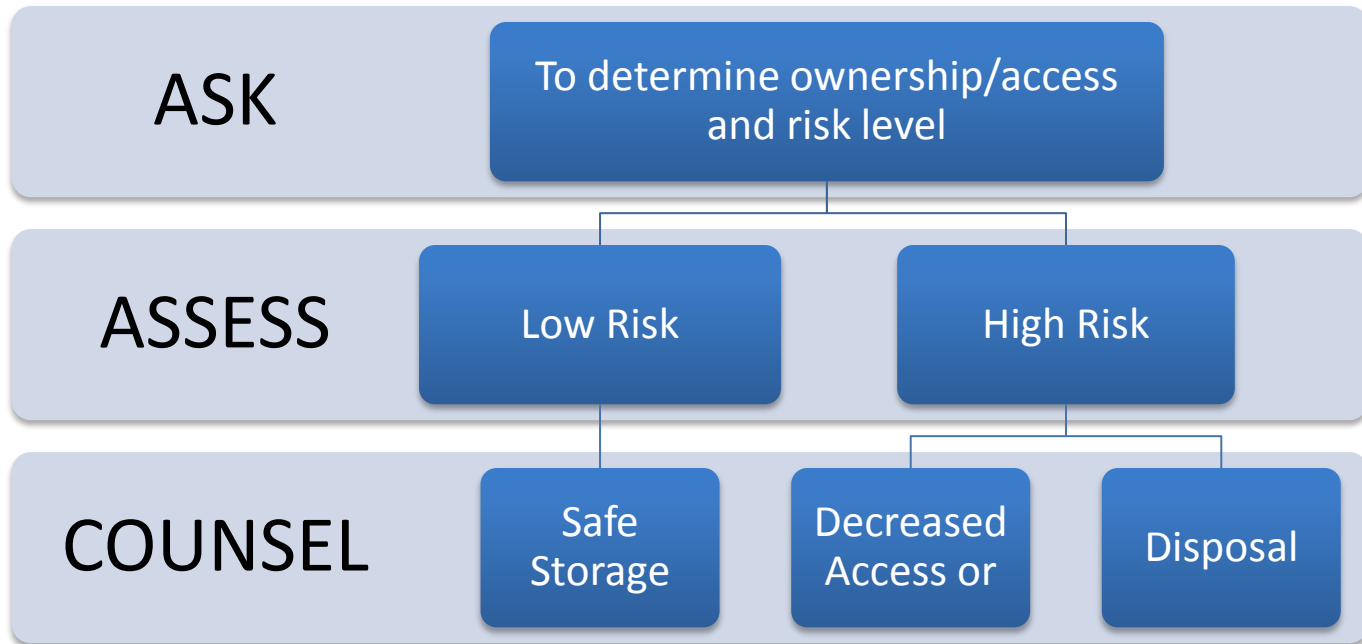 ASK
To determine ownership/access
and risk level
ASSESS
Low Risk
High Risk
COUNSEL
Safe
Storage
Decreased
Access or
Disposal